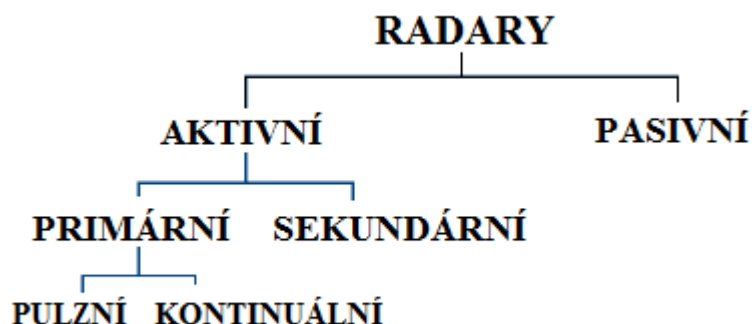 RADARY
AKTIVNÍ PASIVNÍ
PRIMÁRNÍ SEKUNDÁRNÍ
PULZNÍ KONTINUÁLNÍ